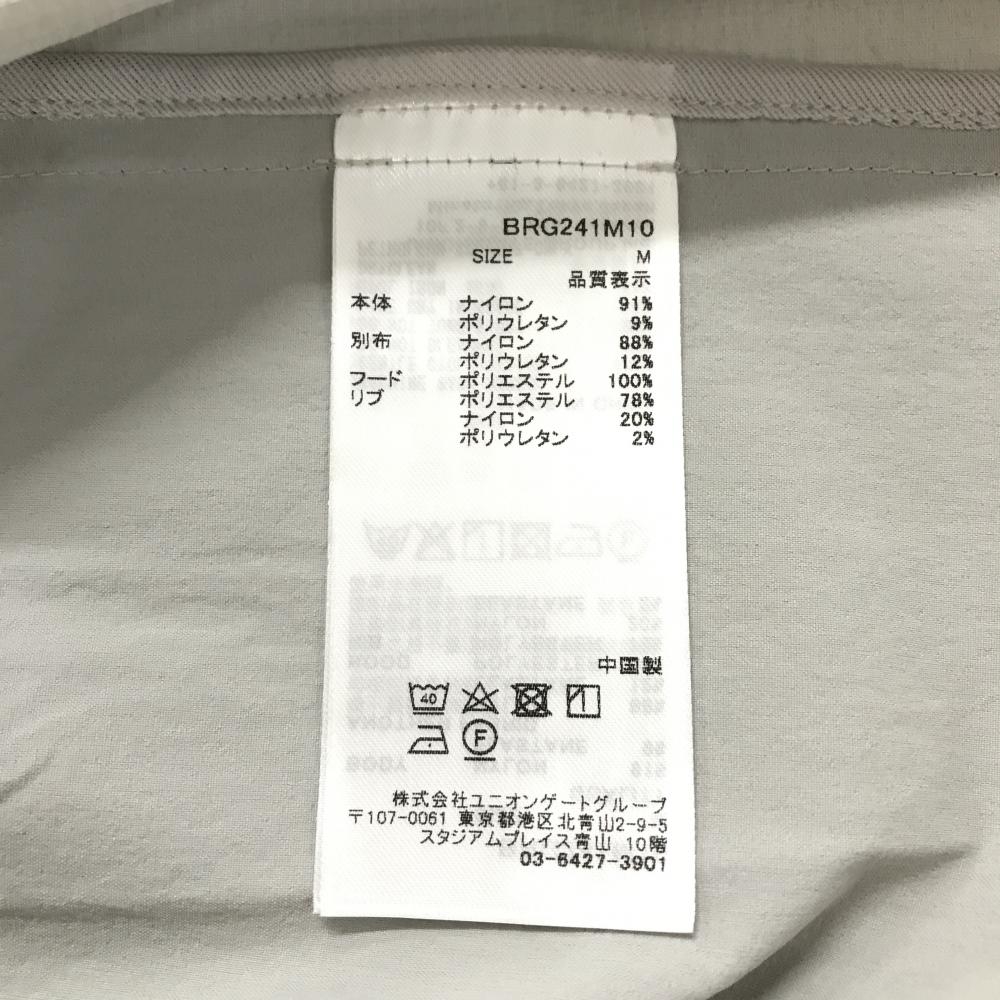 BRG241M10
SIZE M
品質表示
本体 ナイロン 91%
ポリウレタン 9%
別布 ナイロン 88%
ポリウレタン 12%
フード ポリエステル 100%
リブ ポリエステル 78%
ナイロン 20%
ポリウレタン 2%
中国製
40
F
株式会社ユニオンゲートグループ
〒107-0061 東京都港区北青山2-9-5
スタジアムプレイス青山 10階
03-6427-3901